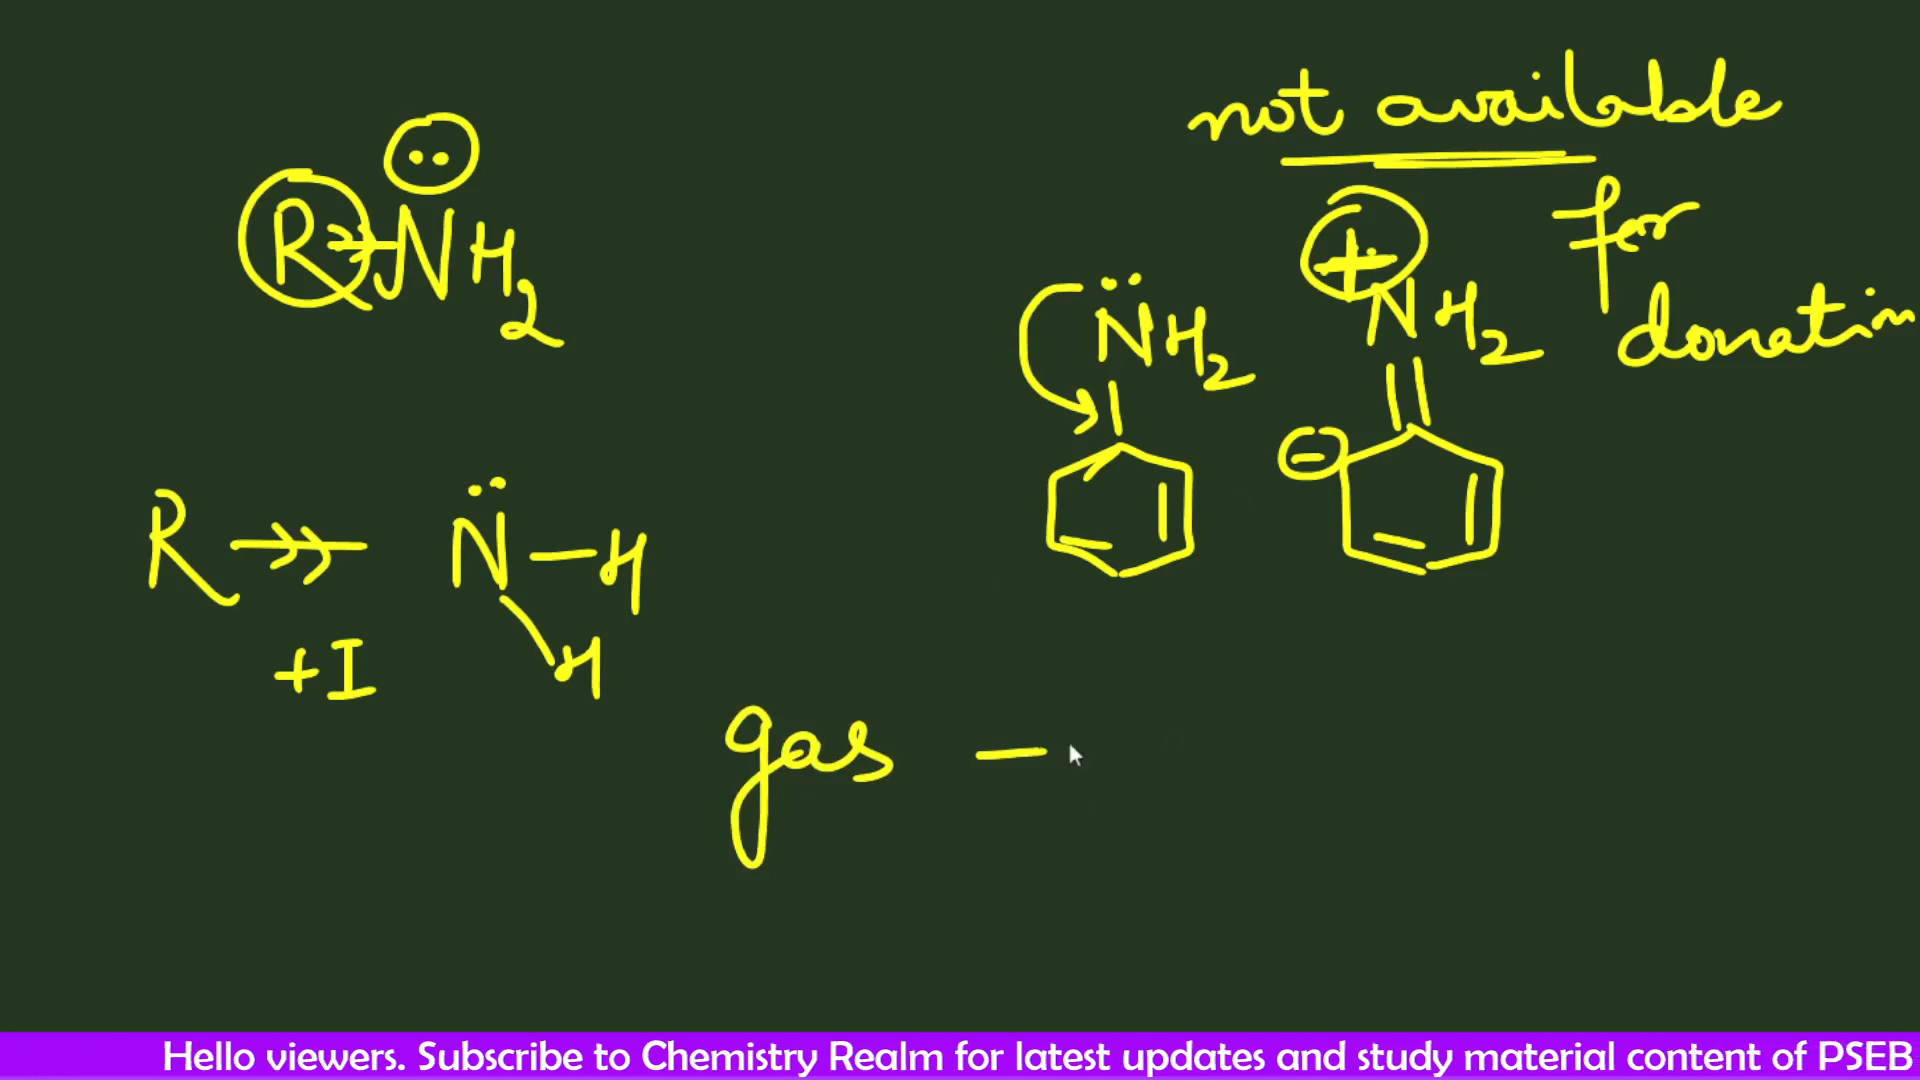 not available
for
donation
R→NH2
NH2
+NH2
R N-H
H
+I
gas -
Hello viewers. Subscribe to Chemistry Realm for latest updates and study material content of PSEB